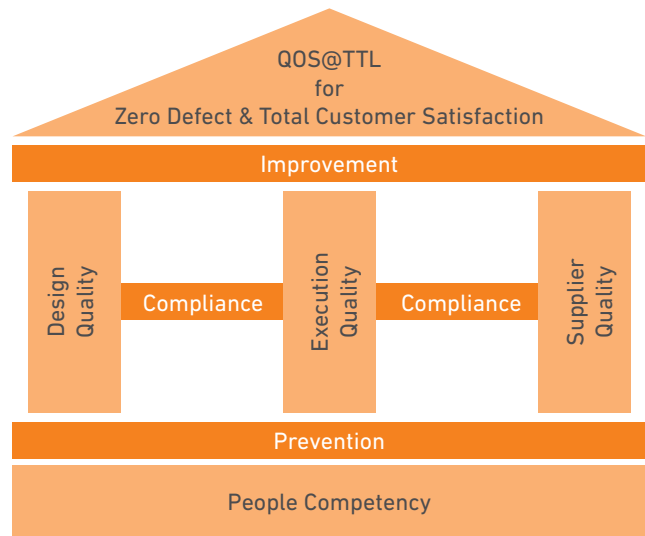 QOS@TTL
for
Zero Defect & Total Customer Satisfaction
Improvement
Design
Quality
Compliance
Execution
Quality
Compliance
Supplier
Quality
Prevention
People Competency